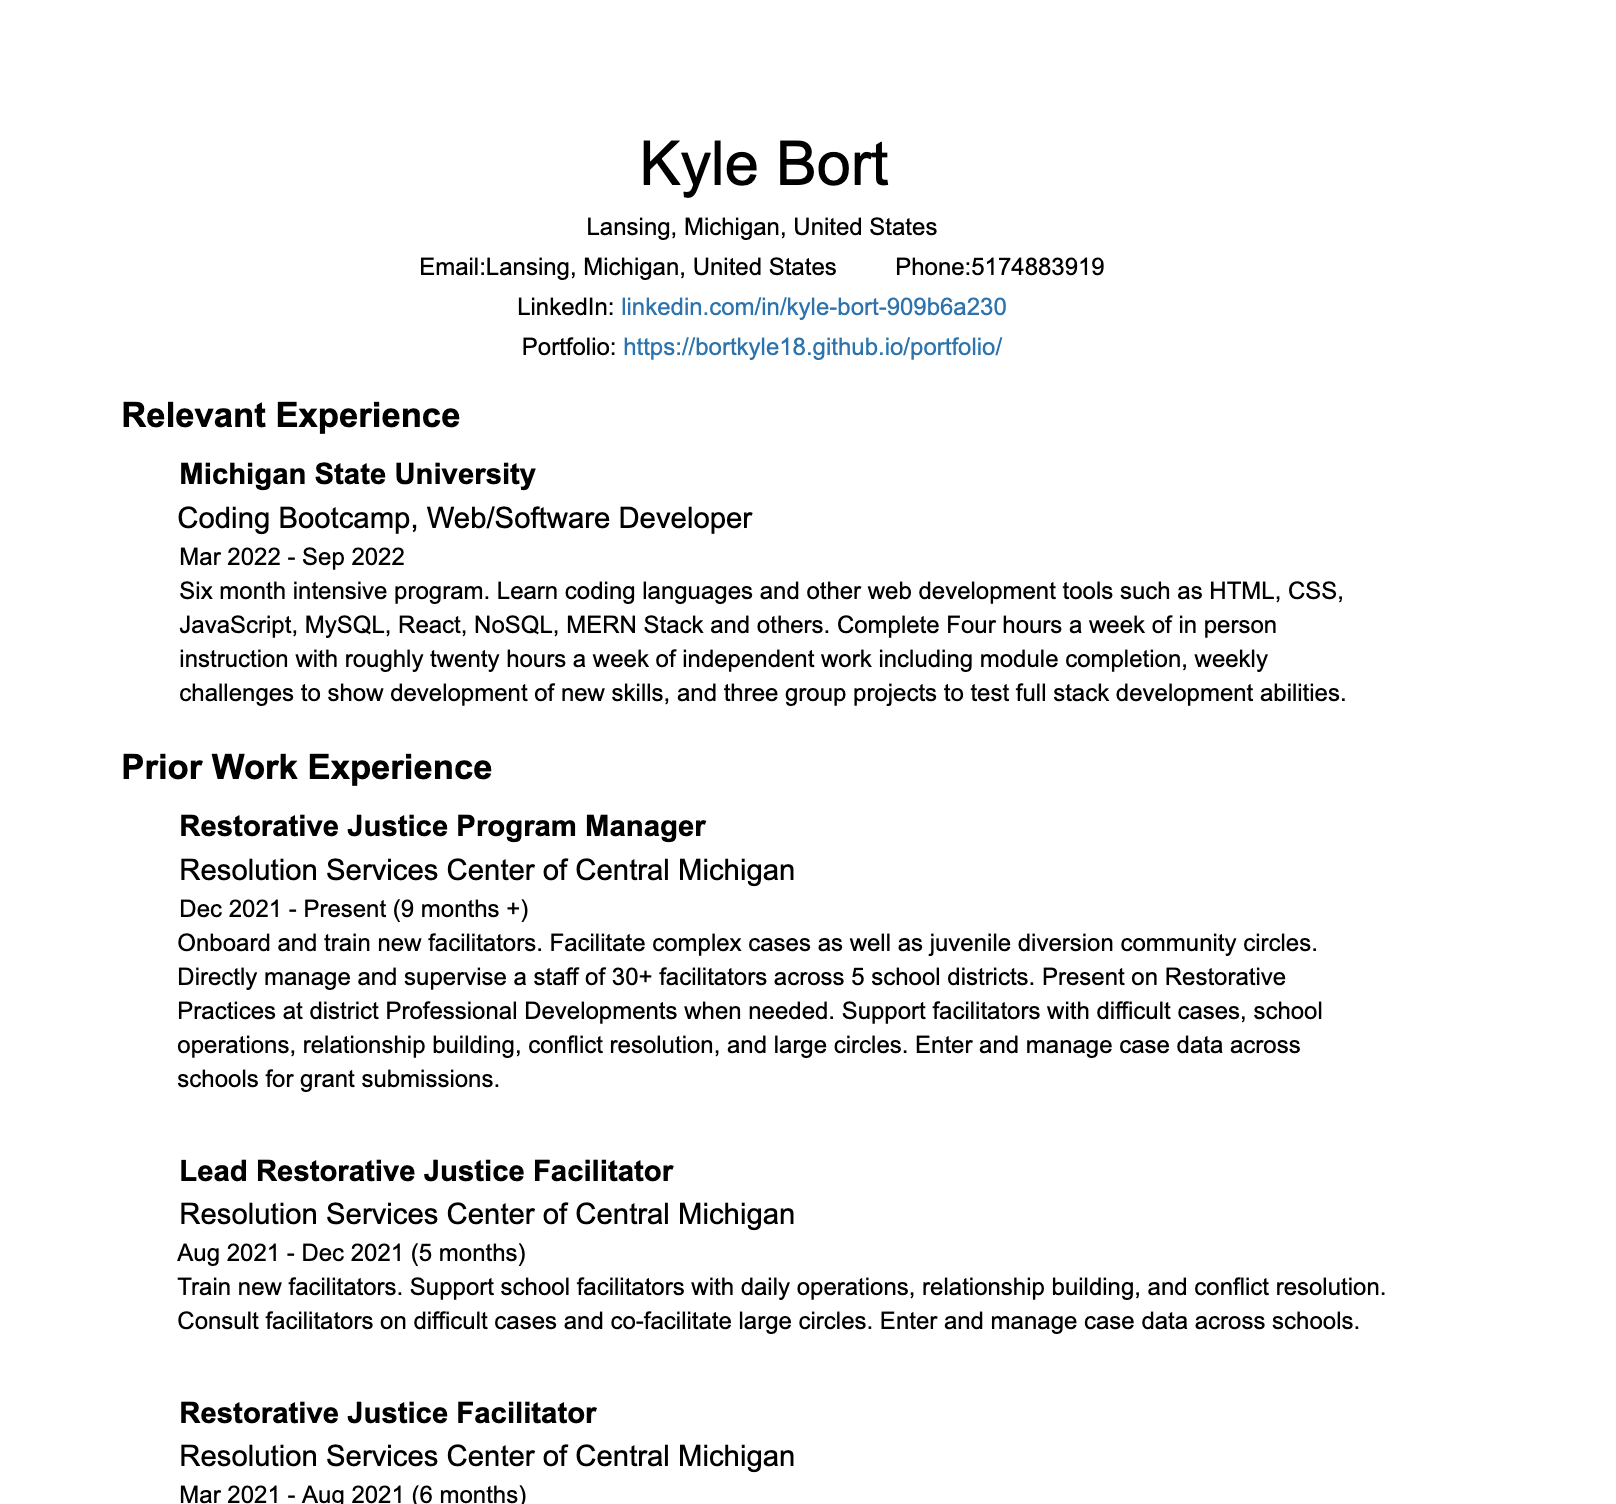 Kyle Bort
Lansing, Michigan, United States
Email:Lansing, Michigan, United States Phone:5174883919
LinkedIn: linkedin.com/in/kyle-bort-909b6a230
Portfolio: https://bortkyle18.github.io/portfolio/
Relevant Experience
Michigan State University
Coding Bootcamp, Web/Software Developer
Mar 2022 - Sep 2022
Six month intensive program. Learn coding languages and other web development tools such as HTML, CSS,
JavaScript, MySQL, React, NoSQL, MERN Stack and others. Complete Four hours a week of in person
instruction with roughly twenty hours a week of independent work including module completion, weekly
challenges to show development of new skills, and three group projects to test full stack development abilities.
Prior Work Experience
Restorative Justice Program Manager
Resolution Services Center of Central Michigan
Dec 2021 - Present (9 months +)
Onboard and train new facilitators. Facilitate complex cases as well as juvenile diversion community circles.
Directly manage and supervise a staff of 30+ facilitators across 5 school districts. Present on Restorative
Practices at district Professional Developments when needed. Support facilitators with difficult cases, school
operations, relationship building, conflict resolution, and large circles. Enter and manage case data across
schools for grant submissions.
Lead Restorative Justice Facilitator
Resolution Services Center of Central Michigan
Aug 2021 - Dec 2021 (5 months)
Train new facilitators. Support school facilitators with daily operations, relationship building, and conflict resolution.
Consult facilitators on difficult cases and co-facilitate large circles. Enter and manage case data across schools.
Restorative Justice Facilitator
Resolution Services Center of Central Michigan
Mar 2021 - Aug 2021 (6 months)